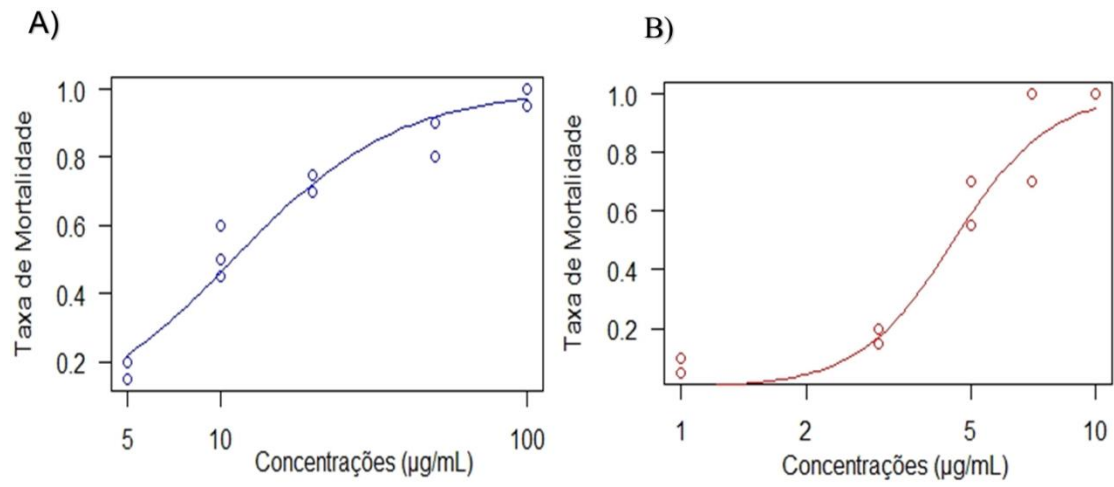 A)
Taxa de Mortalidade
1.0
0.8
0.6
0.4
0.2
5 10 100
Concentrações (µg/mL)
B)
Taxa de Mortalidade
1.0
0.8
0.6
0.4
0.2
1 2 5 10
Concentrações (µg/mL)